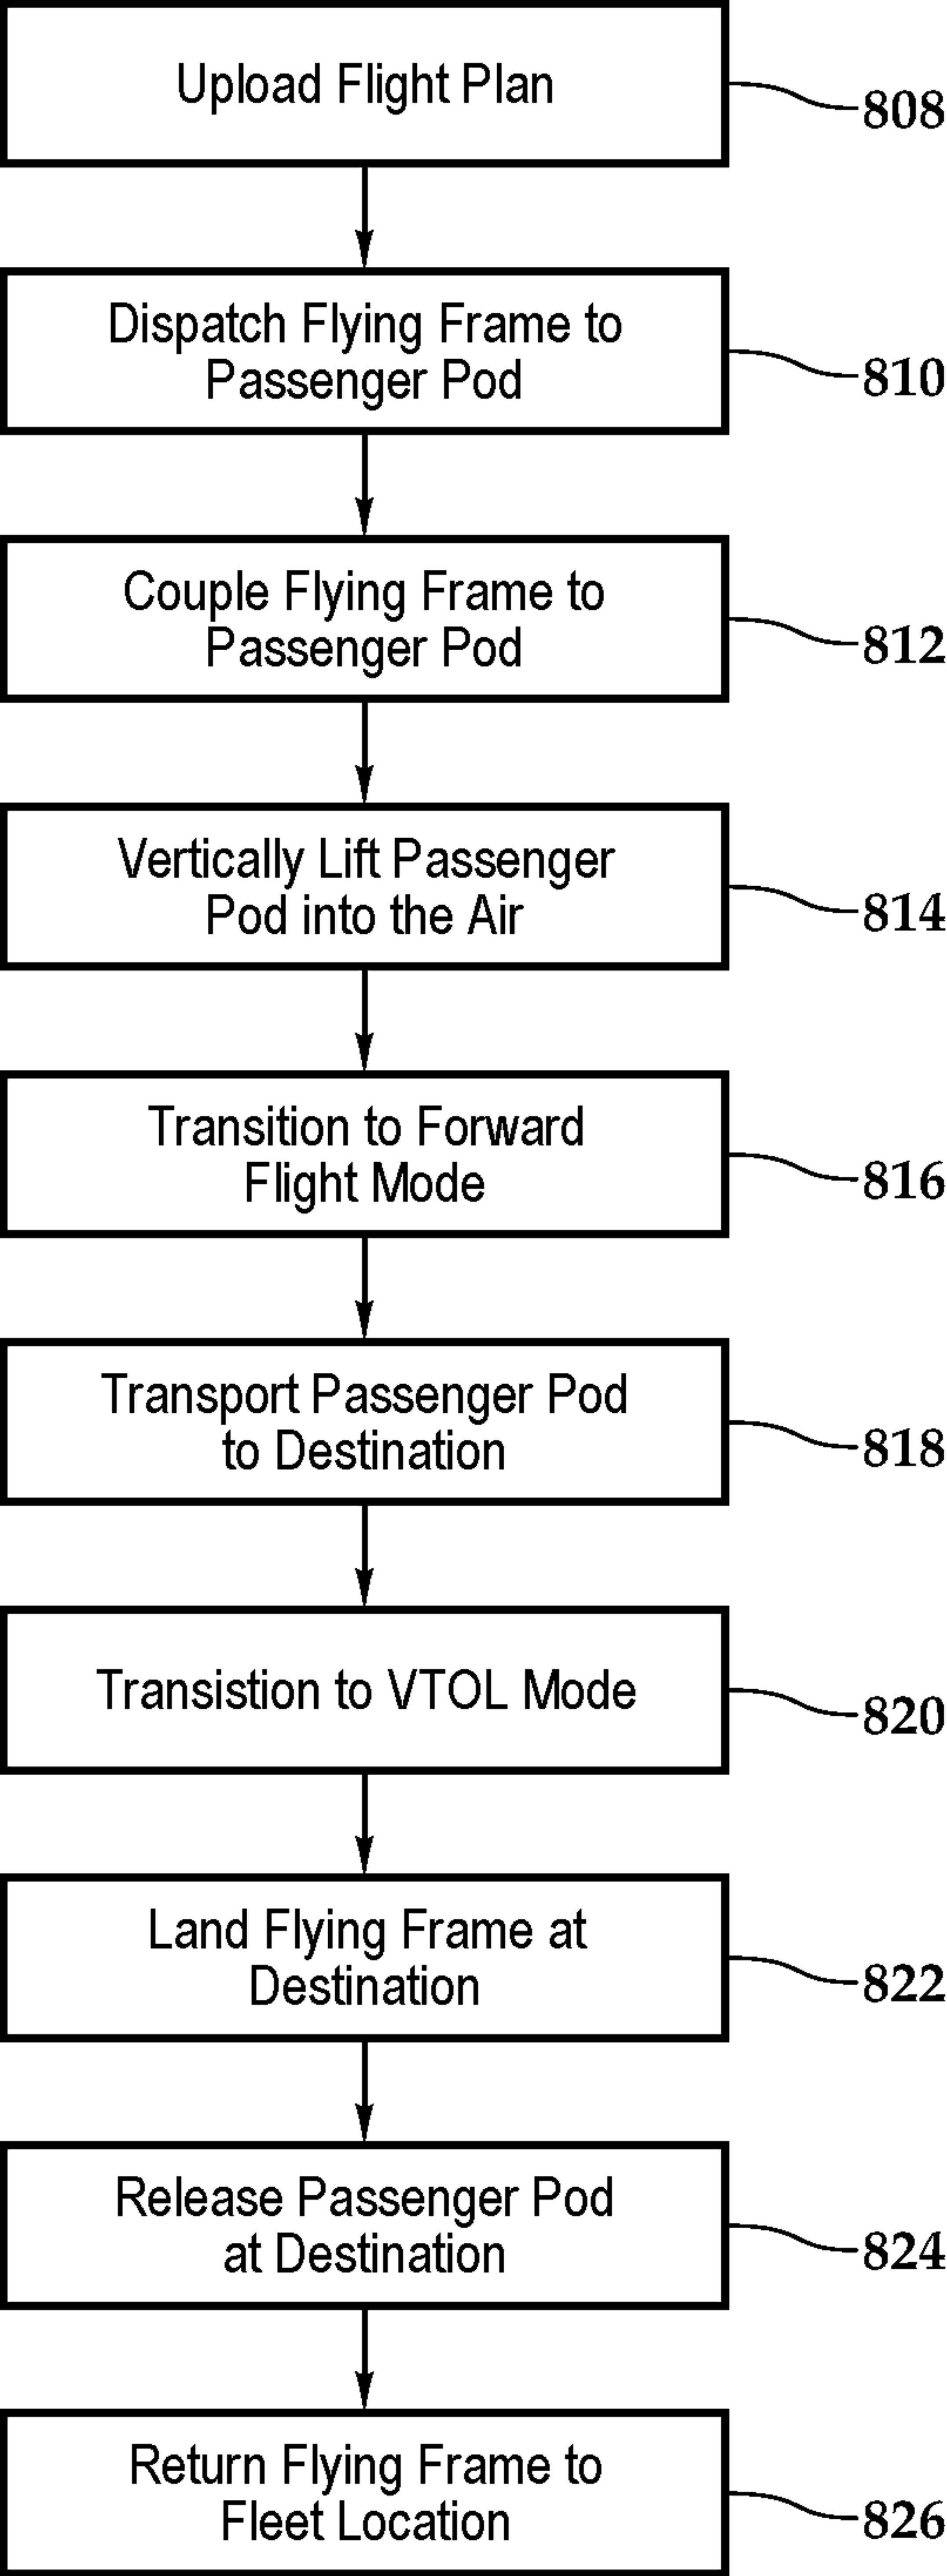 Upload Flight Plan
808
Dispatch Flying Frame to
Passenger Pod
810
Couple Flying Frame to
Passenger Pod
812
Vertically Lift Passenger
Pod into the Air
814
Transition to Forward
Flight Mode
816
Transport Passenger Pod
to Destination
818
Transistion to VTOL Mode
820
Land Flying Frame at
Destination
822
Release Passenger Pod
at Destination
824
Return Flying Frame to
Fleet Location
826